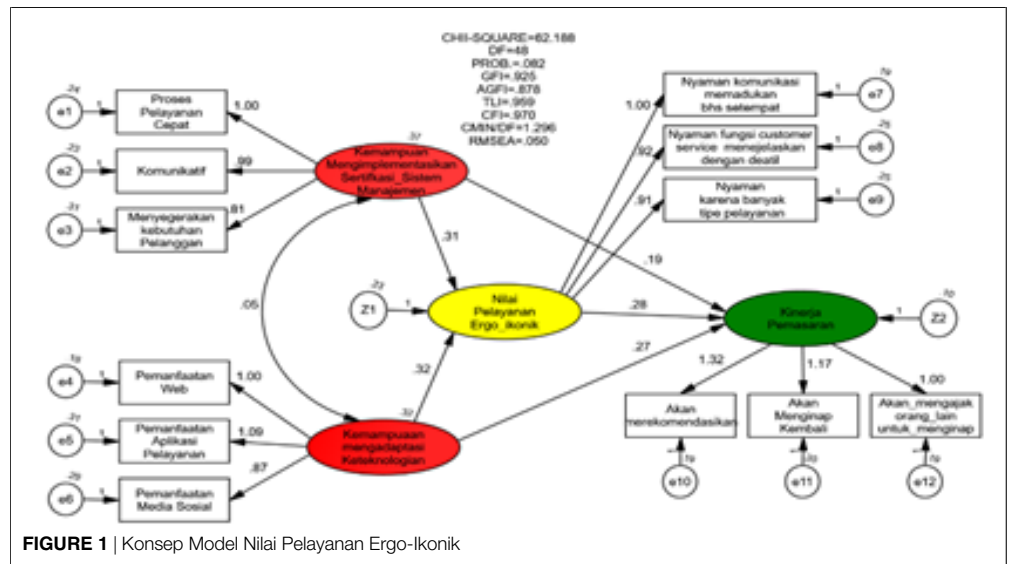 CHII-SQUARE=62.188
DF=48
PROB.=.082
GFI=.925
AGFI=.878
TLI=.959
CFI=.970
CMIN/DF=1.296
RMSEA=.050
e1
1
Proses
Pelayanan
Cepat
1.00
e2
1
Komunikatif
.99
e3
1
Menyegerakan
kebutuhan
Pelanggan
.81
Kemampuan
Mengimplementasikan
Sertifkasi_Sistem
Manajemen
1.00
Nyaman komunikasi
memadukan
bhs setempat
1
e7
.92
Nyaman fungsi customer
service menejelaskan
dengan deatil
1
e8
.91
Nyaman
karena banyak
tipe pelayanan
1
e9
.31
.19
.05
Z1
1
Nilai
Pelayanan
Ergo_ikonik
.28
Kinerja
Pemasaran
1
Z2
.32
.27
e4
1
Pemanfaatan
Web
1.00
e5
1
Pemanfaatan
Aplikasi
Pelayanan
1.09
e6
1
Pemanfaatan
Media Sosial
.87
Kemampuaan
mengadaptasi
Keteknologian
1.32
1.17
1.00
Akan
merekomendasikan
Akan
Menginap
Kembali
Akan_mengajak
orang_lain
untuk_menginap
e10
e11
e12
FIGURE 1 | Konsep Model Nilai Pelayanan Ergo-Ikonik